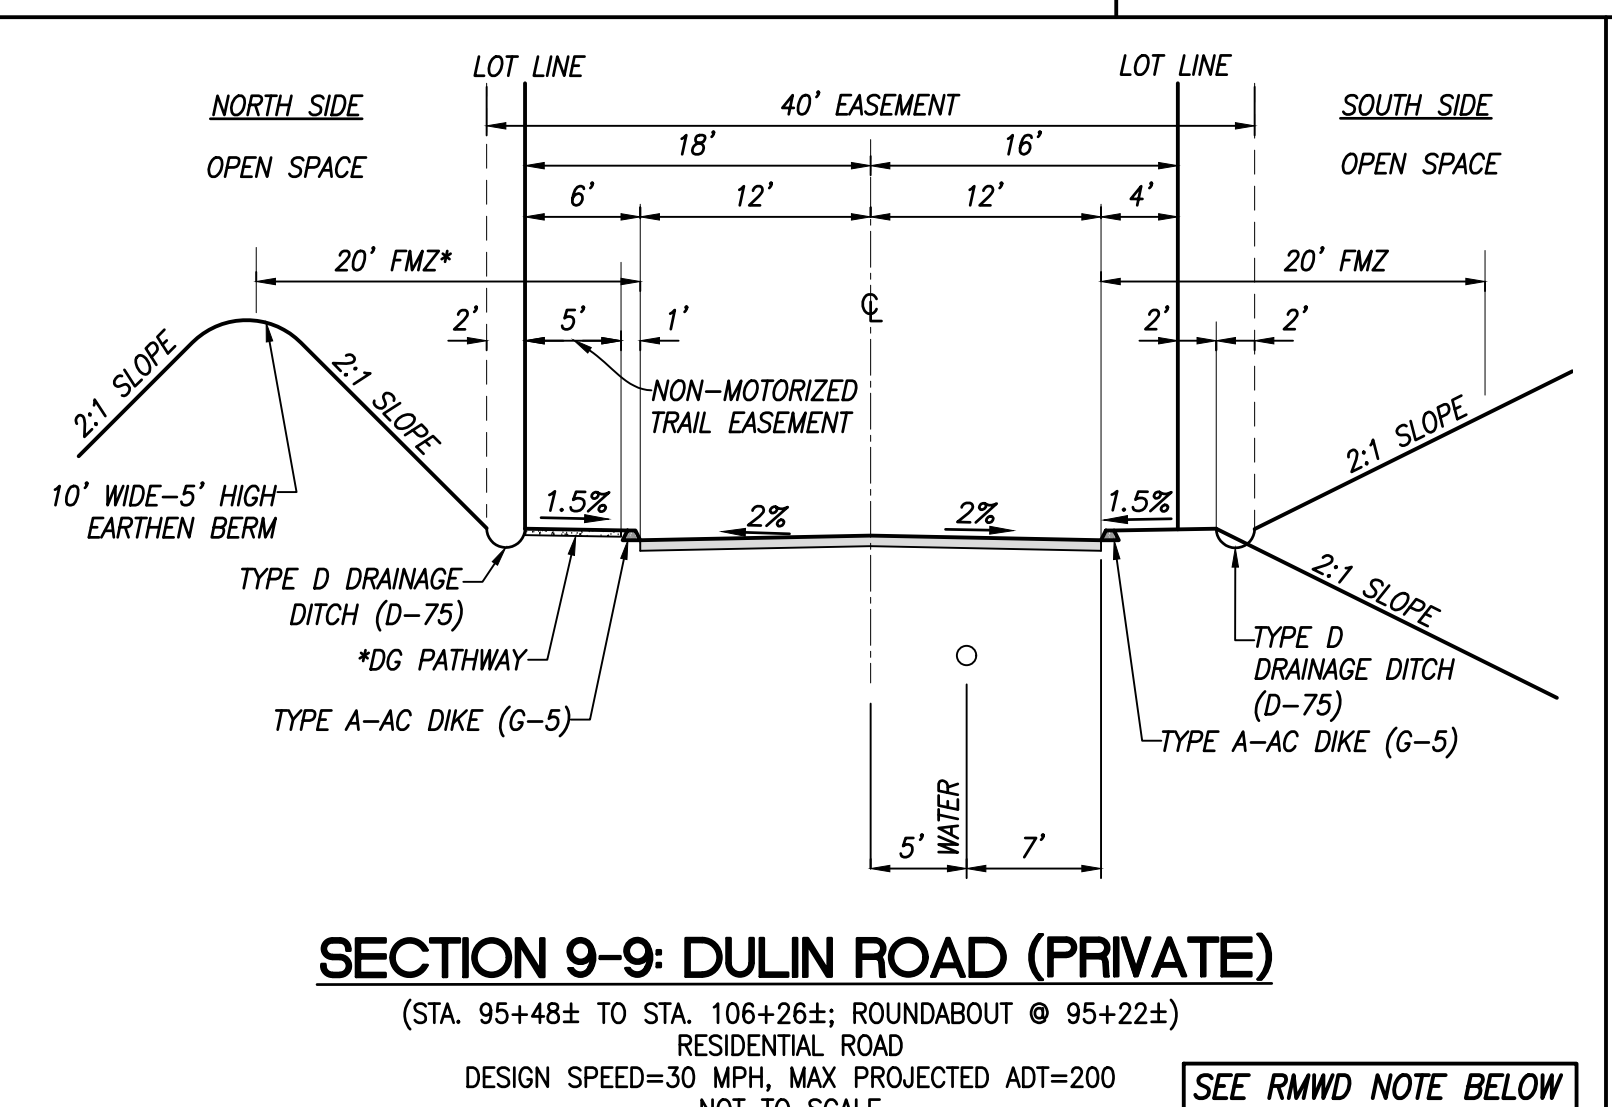 LOT LINE
LOT LINE
NORTH SIDE
40' EASEMENT
SOUTH SIDE
18'
16'
OPEN SPACE
OPEN SPACE
6'
12'
12'
4'
20' FMZ*
20' FMZ
℄
2'
5'
1'
2'
2'
2:1 SLOPE
2:1 SLOPE
NON-MOTORIZED
TRAIL EASEMENT
2:1 SLOPE
10' WIDE-5' HIGH
EARTHEN BERM
1.5%
2%
2%
1.5%
TYPE D DRAINAGE
DITCH (D-75)
2:1 SLOPE
*DG PATHWAY
TYPE D
DRAINAGE DITCH
(D-75)
TYPE A-AC DIKE (G-5)
TYPE A-AC DIKE (G-5)
WATER
5'
7'
SECTION 9-9: DULIN ROAD (PRIVATE)
(STA. 95+48± TO STA. 106+26±; ROUNDABOUT @ 95+22±)
RESIDENTIAL ROAD
DESIGN SPEED=30 MPH, MAX PROJECTED ADT=200
NOT TO SCALE
SEE RMWD NOTE BELOW